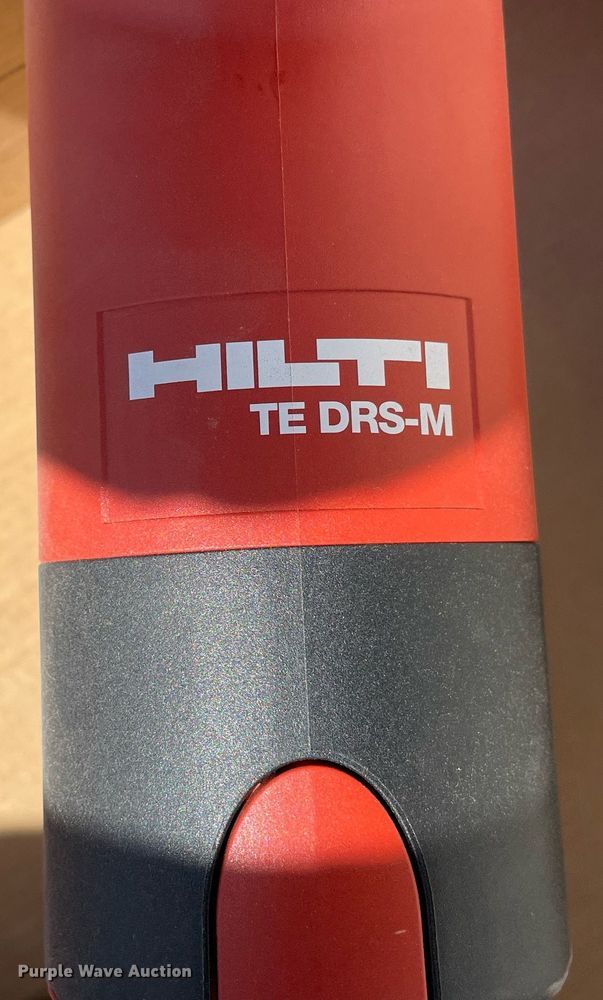 HILTI
TE DRS-M
Purple Wave Auction